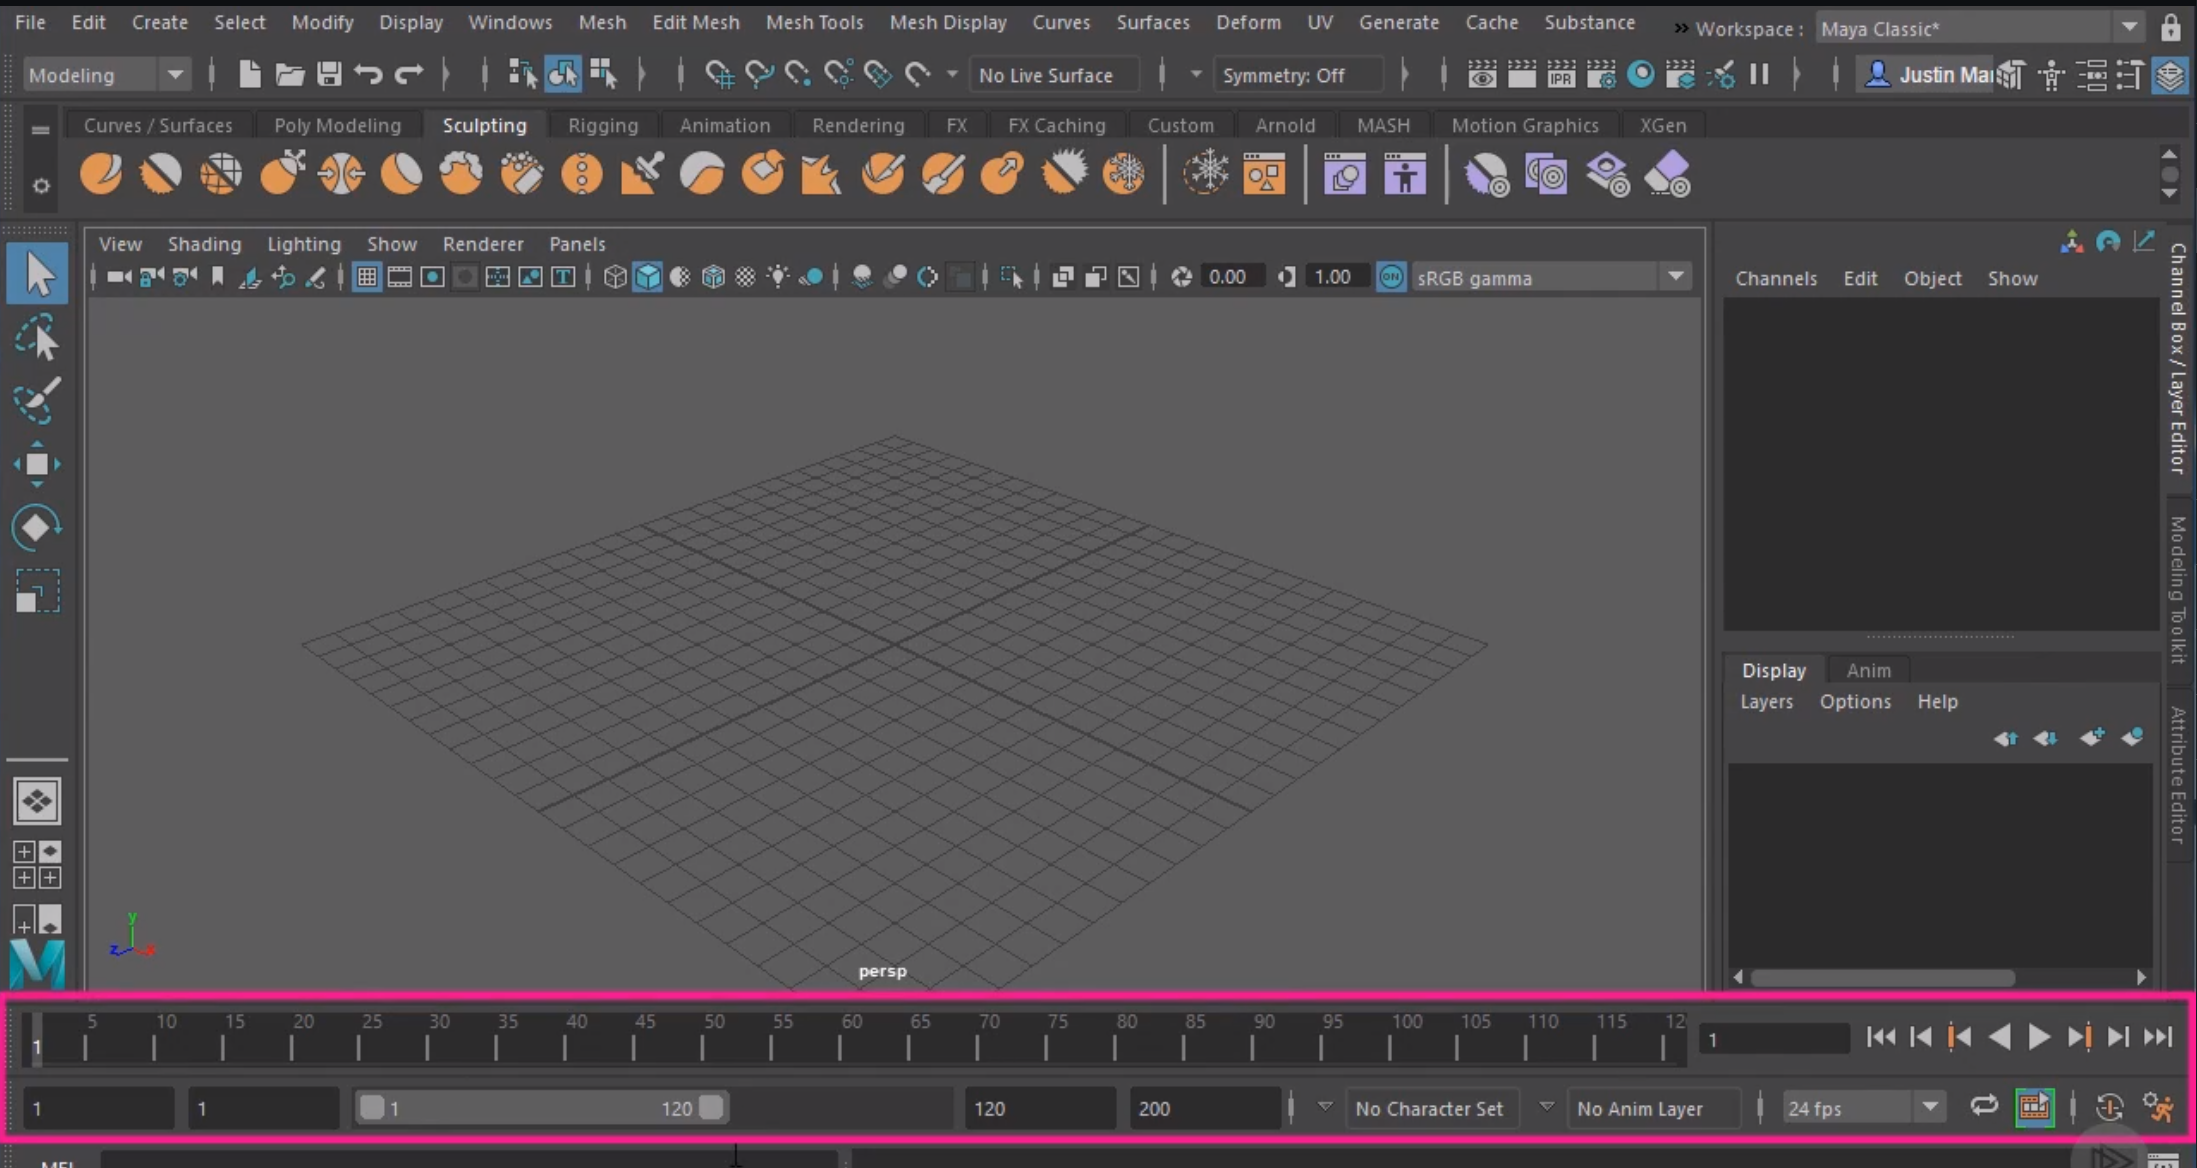 File Edit Create Select Modify Display Windows Mesh Edit Mesh Mesh Tools Mesh Display Curves Surfaces Deform UV Generate Cache Substance » Workspace : Maya Classic*
Modeling No Live Surface Symmetry: Off IPR Justin Mar
Curves / Surfaces Poly Modeling Sculpting Rigging Animation Rendering FX FX Caching Custom Arnold MASH Motion Graphics XGen
View Shading Lighting Show Renderer Panels
T 0.00 1.00 ON sRGB gamma
Channels Edit Object Show
Channel Box / Layer Editor
Modeling Toolkit
Attribute Editor
Display Anim
Layers Options Help
y
z x
persp
M
5 10 15 20 25 30 35 40 45 50 55 60 65 70 75 80 85 90 95 100 105 110 115 12
1 1
1 1 1 120 120 200 No Character Set No Anim Layer 24 fps
MEL